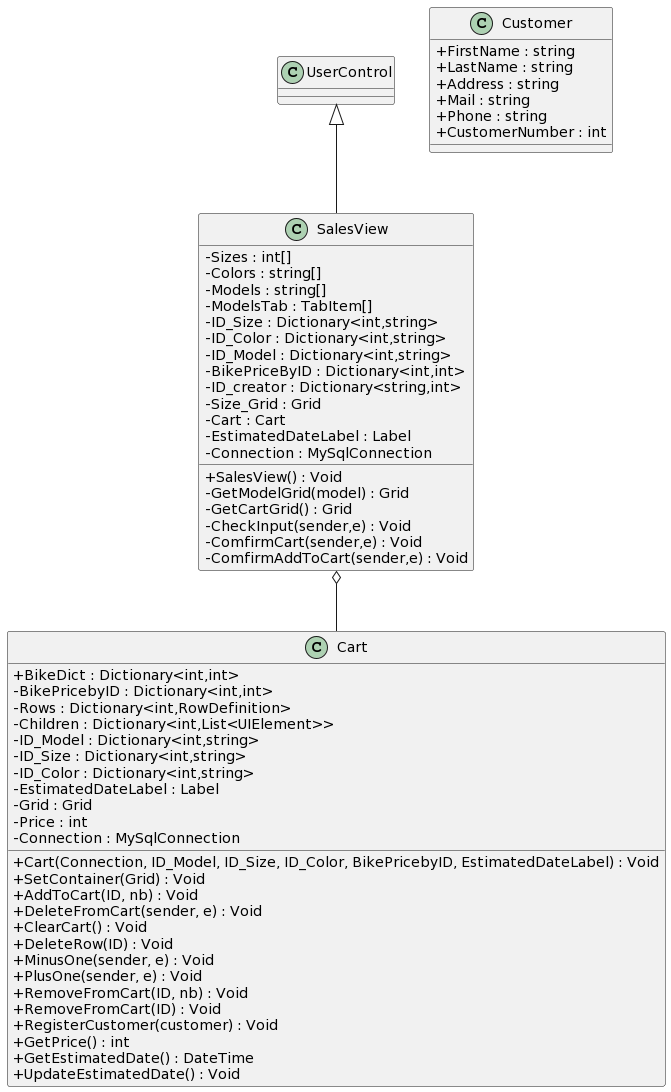 C Customer
+FirstName : string
+LastName : string
+Address : string
+Mail : string
+Phone : string
+CustomerNumber : int
C UserControl
C SalesView
-Sizes : int[]
-Colors : string[]
-Models : string[]
-ModelsTab : TabItem[]
-ID_Size : Dictionary<int,string>
-ID_Color : Dictionary<int,string>
-ID_Model : Dictionary<int,string>
-BikePriceByID : Dictionary<int,int>
-ID_creator : Dictionary<string,int>
-Size_Grid : Grid
-Cart : Cart
-EstimatedDateLabel : Label
-Connection : MySqlConnection
+SalesView() : Void
-GetModelGrid(model) : Grid
-GetCartGrid() : Grid
-CheckInput(sender,e) : Void
-ComfirmCart(sender,e) : Void
-ComfirmAddToCart(sender,e) : Void
C Cart
+BikeDict : Dictionary<int,int>
-BikePricebyID : Dictionary<int,int>
-Rows : Dictionary<int,RowDefinition>
-Children : Dictionary<int,List<UIElement>>
-ID_Model : Dictionary<int,string>
-ID_Size : Dictionary<int,string>
-ID_Color : Dictionary<int,string>
-EstimatedDateLabel : Label
-Grid : Grid
-Price : int
-Connection : MySqlConnection
+Cart(Connection, ID_Model, ID_Size, ID_Color, BikePricebyID, EstimatedDateLabel) : Void
+SetContainer(Grid) : Void
+AddToCart(ID, nb) : Void
+DeleteFromCart(sender, e) : Void
+ClearCart() : Void
+DeleteRow(ID) : Void
+MinusOne(sender, e) : Void
+PlusOne(sender, e) : Void
+RemoveFromCart(ID, nb) : Void
+RemoveFromCart(ID) : Void
+RegisterCustomer(customer) : Void
+GetPrice() : int
+GetEstimatedDate() : DateTime
+UpdateEstimatedDate() : Void